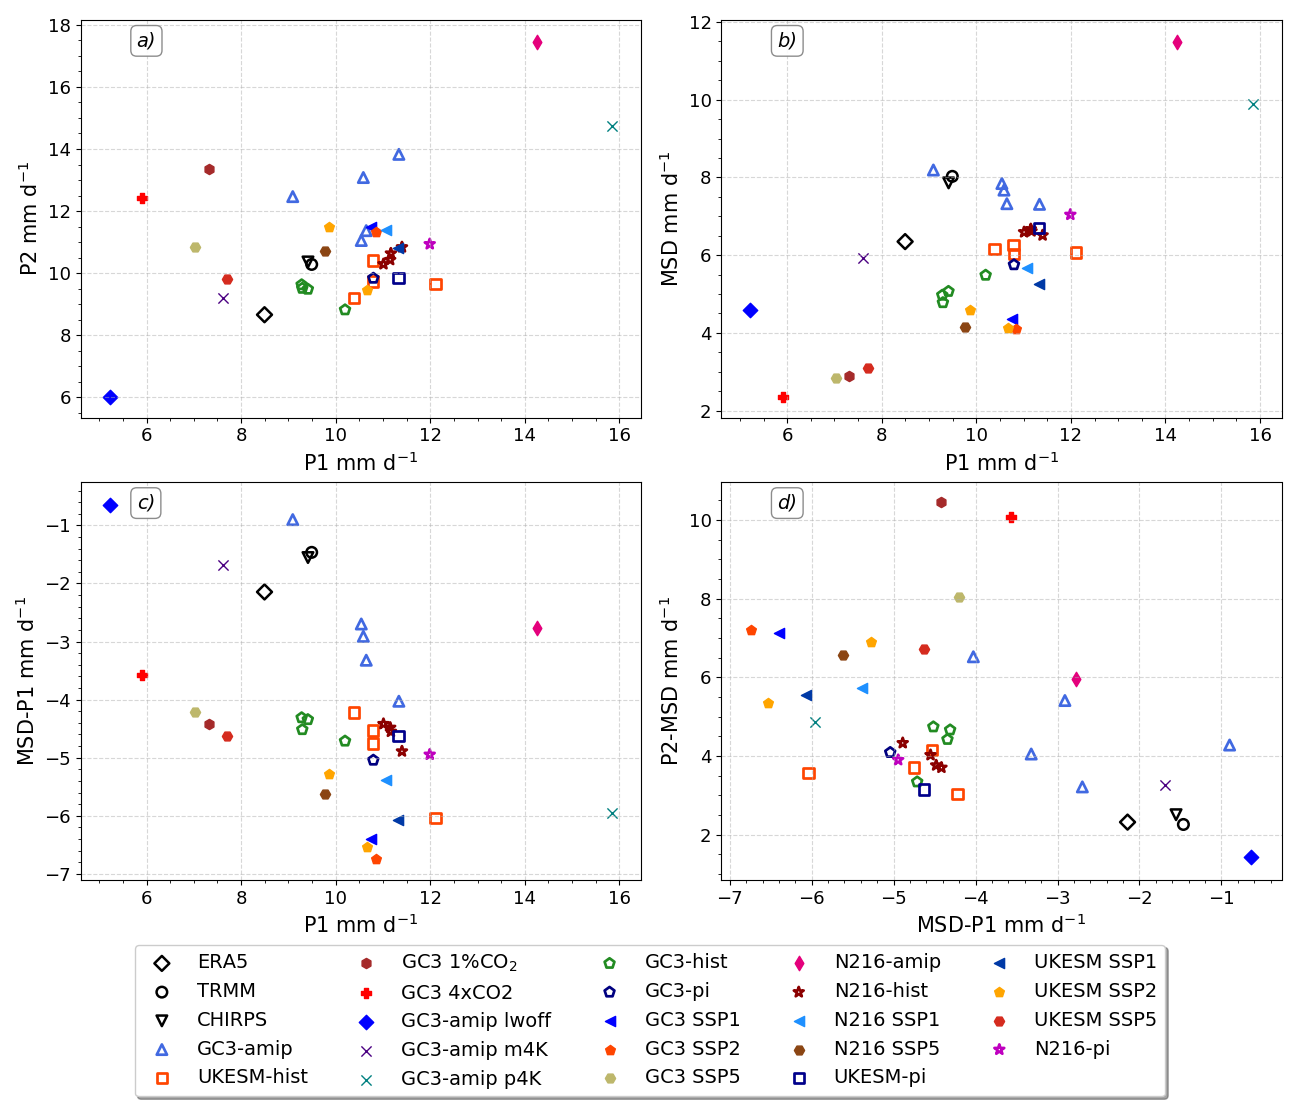 a)
P2 mm d⁻¹
18
16
14
12
10
8
6
6 8 10 12 14 16
P1 mm d⁻¹
b)
MSD mm d⁻¹
12
10
8
6
4
2
6 8 10 12 14 16
P1 mm d⁻¹
c)
MSD-P1 mm d⁻¹
−1
−2
−3
−4
−5
−6
−7
6 8 10 12 14 16
P1 mm d⁻¹
d)
P2-MSD mm d⁻¹
10
8
6
4
2
−7 −6 −5 −4 −3 −2 −1
MSD-P1 mm d⁻¹
ERA5
TRMM
CHIRPS
GC3-amip
UKESM-hist
GC3 1%CO₂
GC3 4xCO2
GC3-amip lwoff
GC3-amip m4K
GC3-amip p4K
GC3-hist
GC3-pi
GC3 SSP1
GC3 SSP2
GC3 SSP5
N216-amip
N216-hist
N216 SSP1
N216 SSP5
UKESM-pi
UKESM SSP1
UKESM SSP2
UKESM SSP5
N216-pi